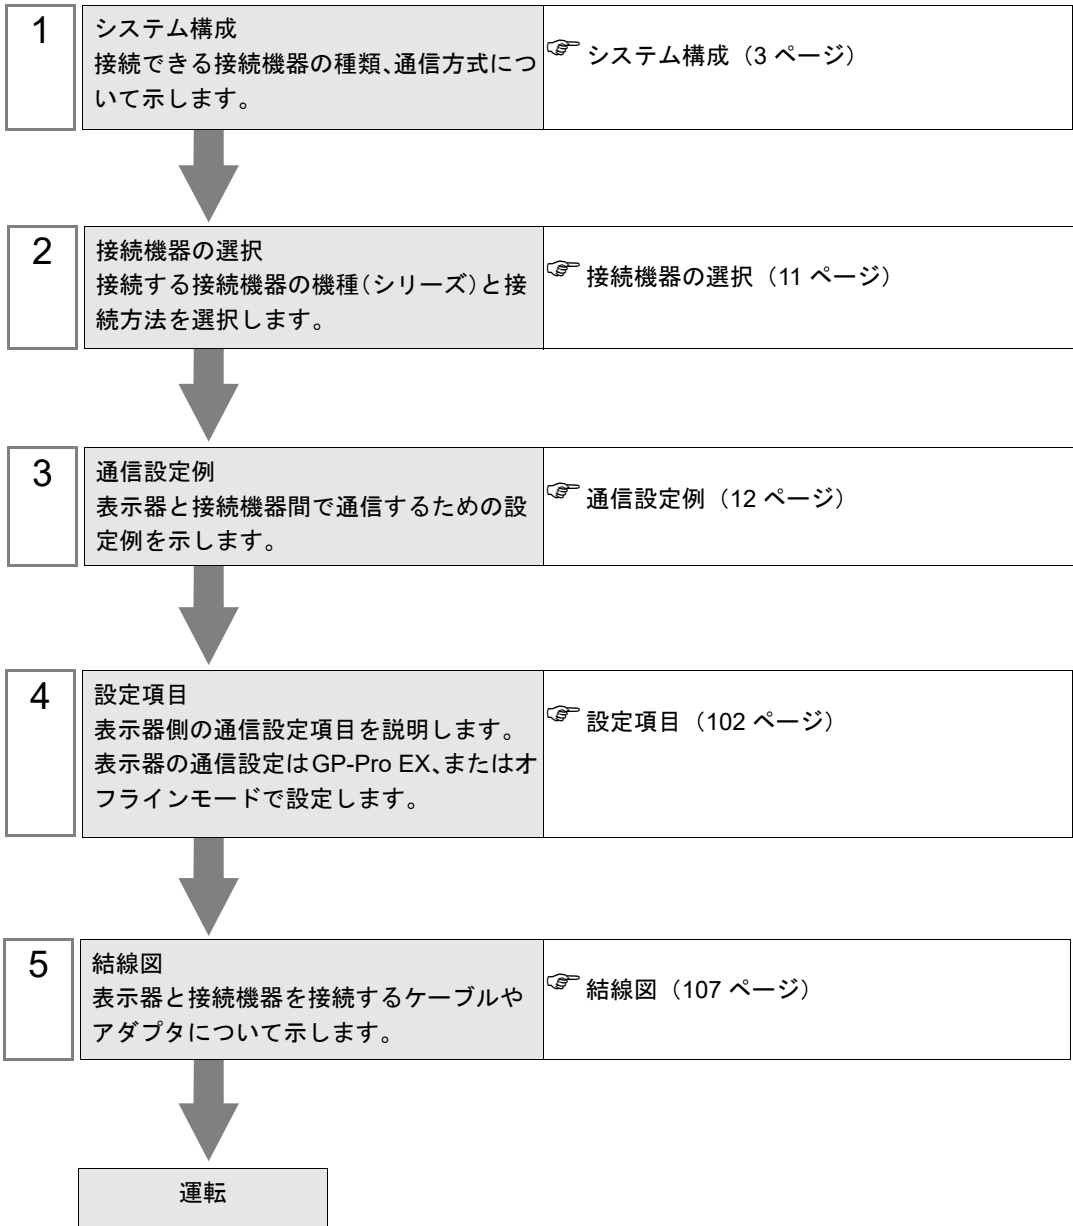 1
システム構成
接続できる接続機器の種類、通信方式につ
いて示します。
☞ システム構成（3 ページ）
2
接続機器の選択
接続する接続機器の機種（シリーズ）と接
続方法を選択します。
☞ 接続機器の選択（11 ページ）
3
通信設定例
表示器と接続機器間で通信するための設
定例を示します。
☞ 通信設定例（12 ページ）
4
設定項目
表示器側の通信設定項目を説明します。
表示器の通信設定はGP-Pro EX、またはオ
フラインモードで設定します。
☞ 設定項目（102 ページ）
5
結線図
表示器と接続機器を接続するケーブルや
アダプタについて示します。
☞ 結線図（107 ページ）
運転